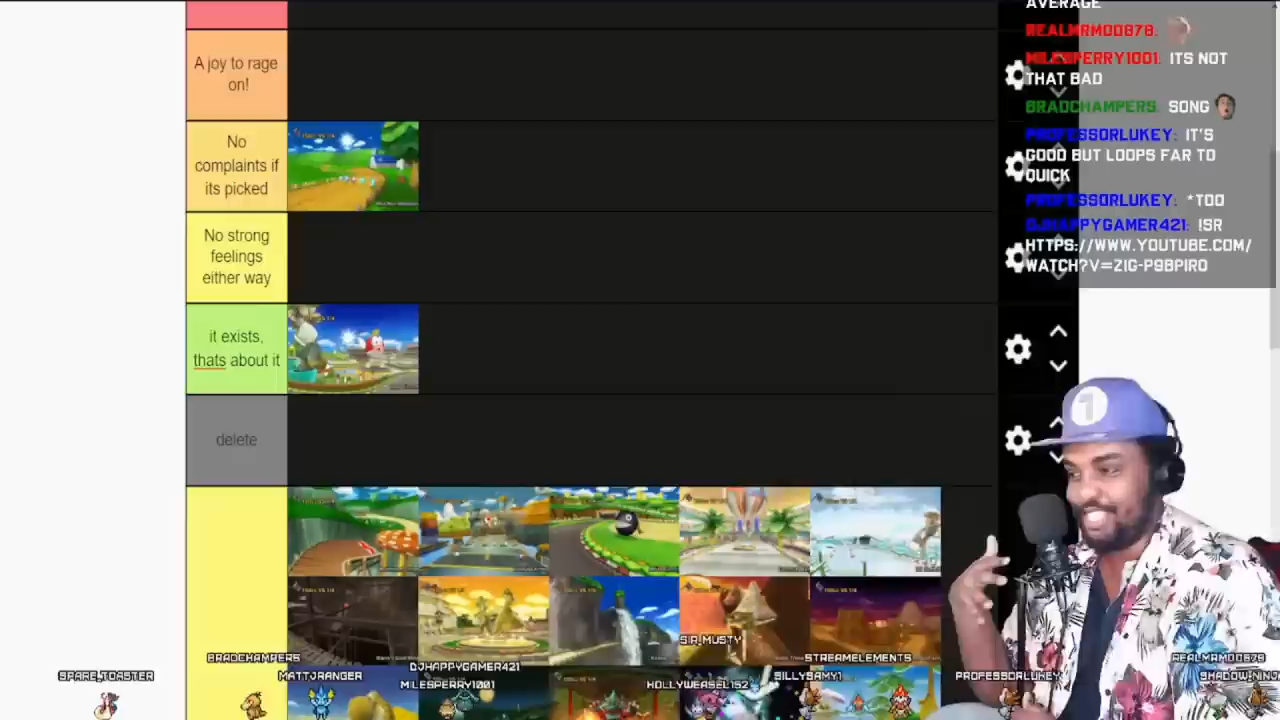 A joy to rage
on!
No
complaints if
its picked
No strong
feelings
either way
it exists,
thats about it
delete
AVERAGE
REALMRMOO878:
MILESPERRY1001: ITS NOT
THAT BAD
BRADCHAMPERS: SONG
PROFESSORLUKEY: IT'S
GOOD BUT LOOPS FAR TO
QUICK
PROFESSORLUKEY: *TOO
DJHAPPYGAMER421: !SR
HTTPS://WWW.YOUTUBE.COM/
WATCH?V=ZIG-P9BPIRO
SIR_MUSTY
BRADCHAMPERS
DJHAPPYGAMER421
STREAMELEMENTS
REALMRMOO878
SPARE_TOASTER
MATTJRANGER
MILESPERRY1001
HOLLYWEASEL152
SILLYSAMY1
PROFESSORLUKEY
SHADOW_NINJA